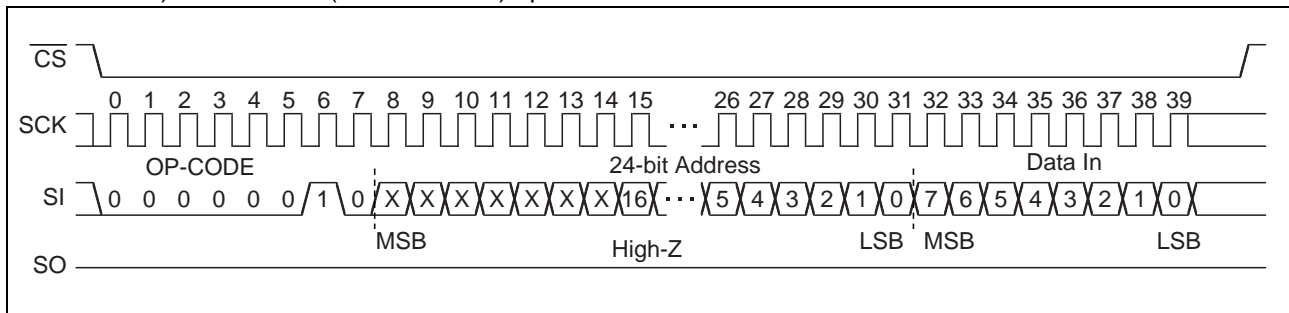 CS
0 1 2 3 4 5 6 7 8 9 10 11 12 13 14 15 26 27 28 29 30 31 32 33 34 35 36 37 38 39
SCK ...
OP-CODE 24-bit Address Data In
SI 0 0 0 0 0 0 1 0 X X X X X X X 16 ... 5 4 3 2 1 0 7 6 5 4 3 2 1 0
MSB High-Z LSB MSB LSB
SO